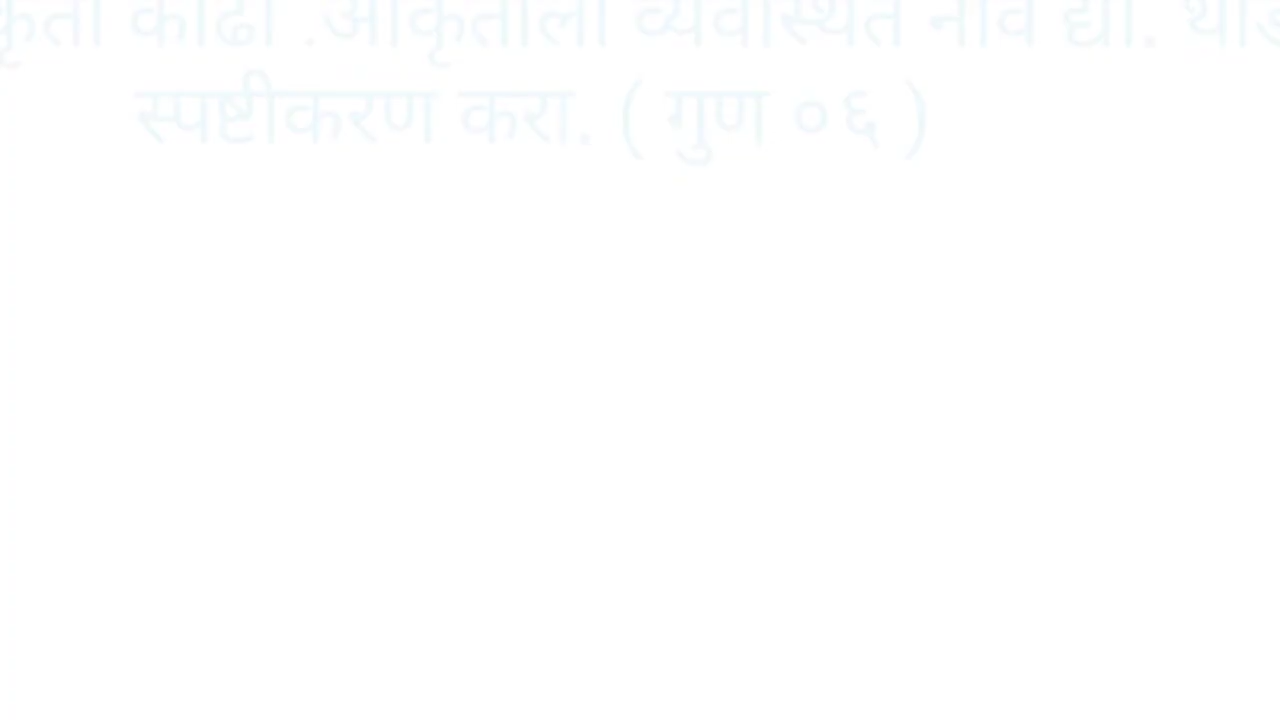 काढा .आकृतीला व्यवस्थित नाव द्या.
स्पष्टीकरण करा. ( गुण ०६ )